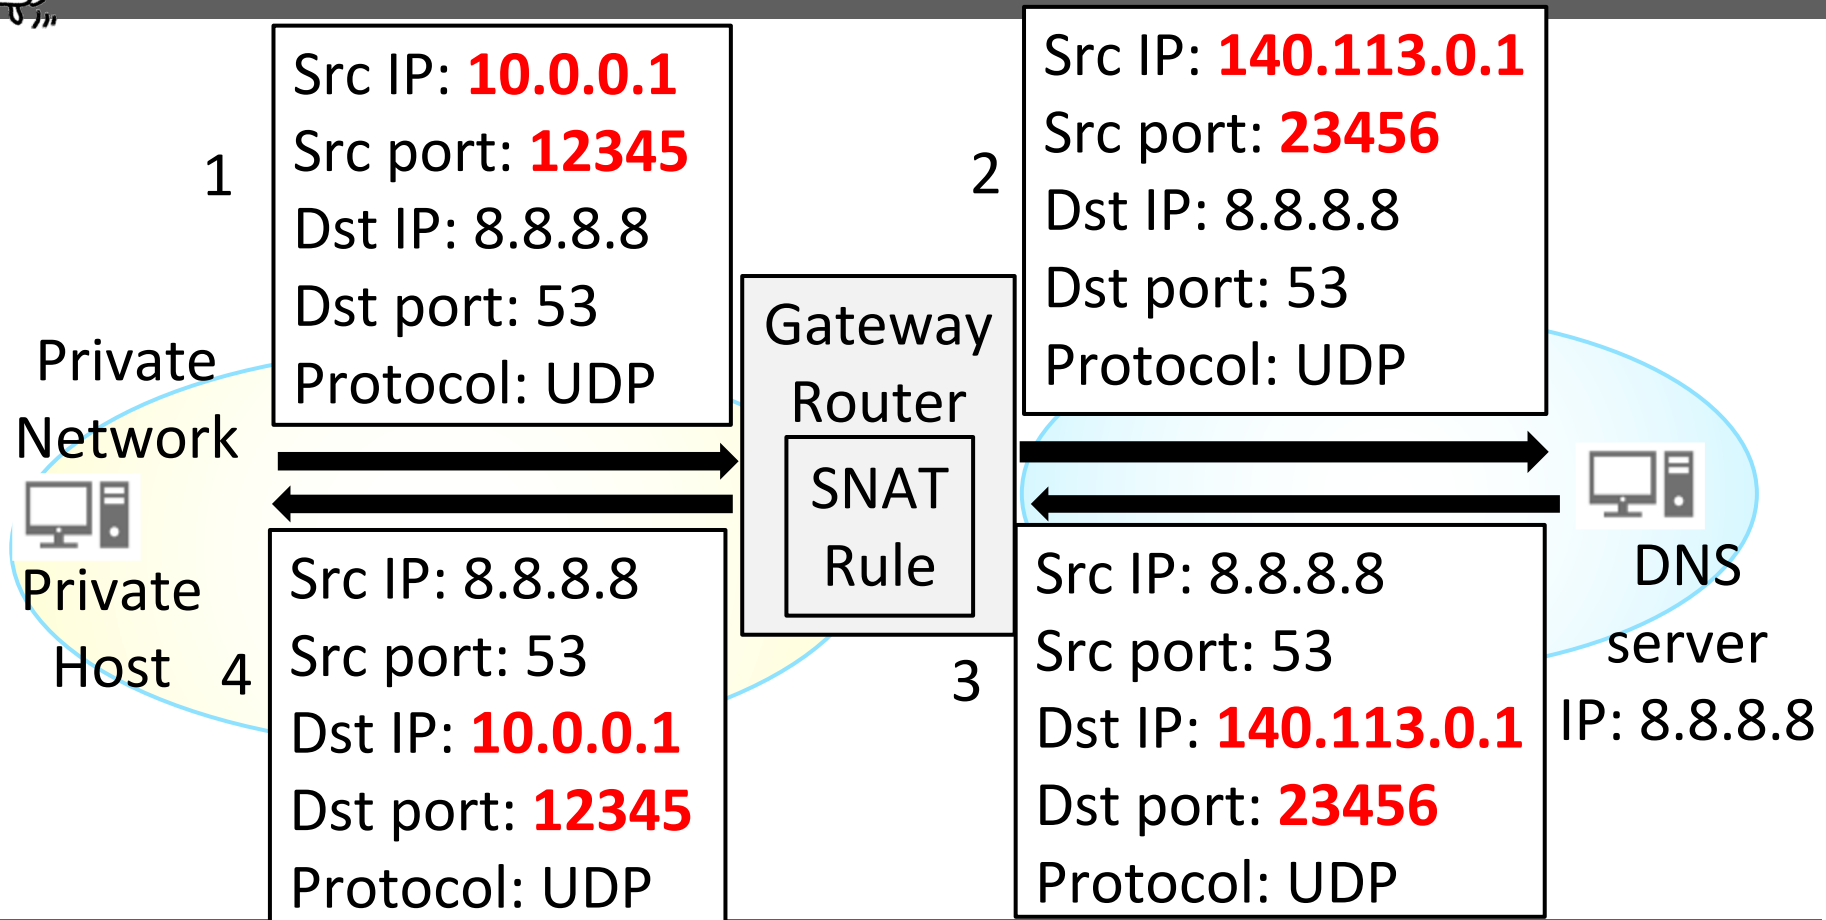 1
Src IP: 10.0.0.1
Src port: 12345
Dst IP: 8.8.8.8
Dst port: 53
Protocol: UDP
2
Src IP: 140.113.0.1
Src port: 23456
Dst IP: 8.8.8.8
Dst port: 53
Protocol: UDP
Private
Network
Private
Host
Gateway
Router
SNAT
Rule
DNS
server
IP: 8.8.8.8
4
Src IP: 8.8.8.8
Src port: 53
Dst IP: 10.0.0.1
Dst port: 12345
Protocol: UDP
3
Src IP: 8.8.8.8
Src port: 53
Dst IP: 140.113.0.1
Dst port: 23456
Protocol: UDP